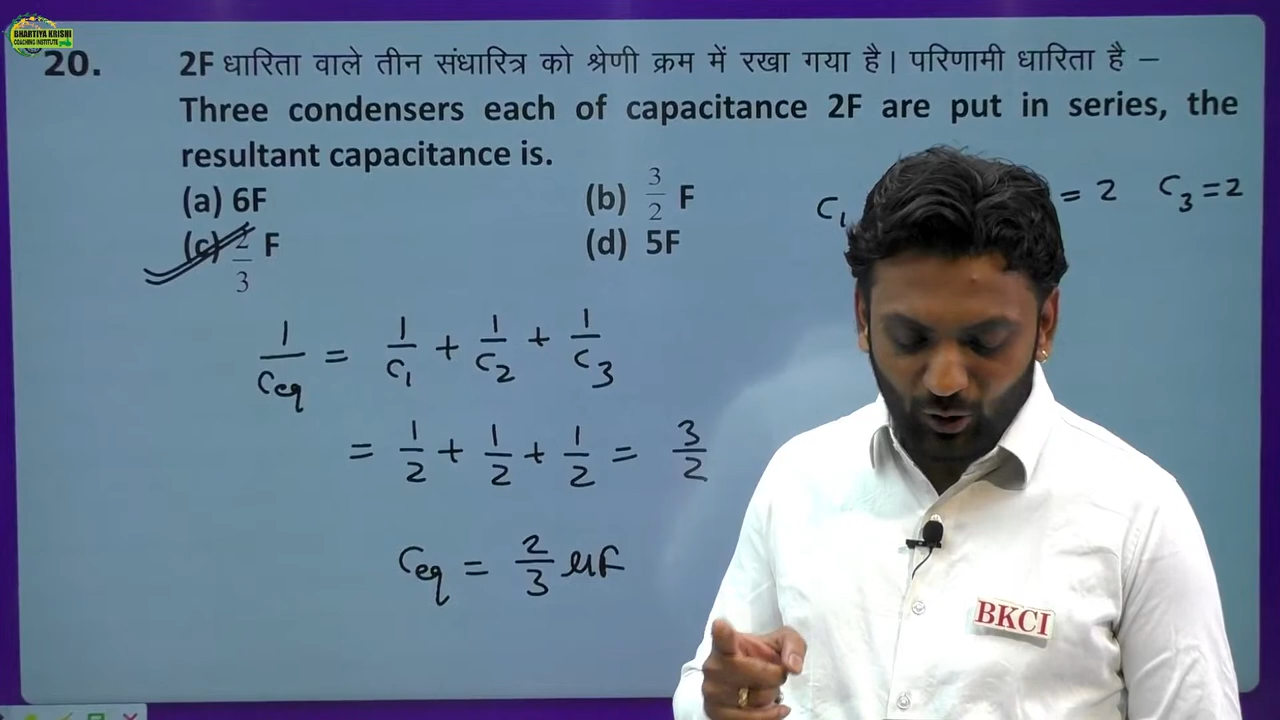 BHARTIYA KRISHI
COACHING INSTITUTE
20. 2F धारिता वाले तीन संधारित्र को श्रेणी क्रम में रखा गया है। परिणामी धारिता है –
Three condensers each of capacitance 2F are put in series, the
resultant capacitance is.
(a) 6F (b) 3/2 F
(c) 2/3 F (d) 5F
C₁ = 2 C₃ = 2
1/Ceq = 1/C₁ + 1/C₂ + 1/C₃
= 1/2 + 1/2 + 1/2 = 3/2
Ceq = 2/3 μF
BKCI